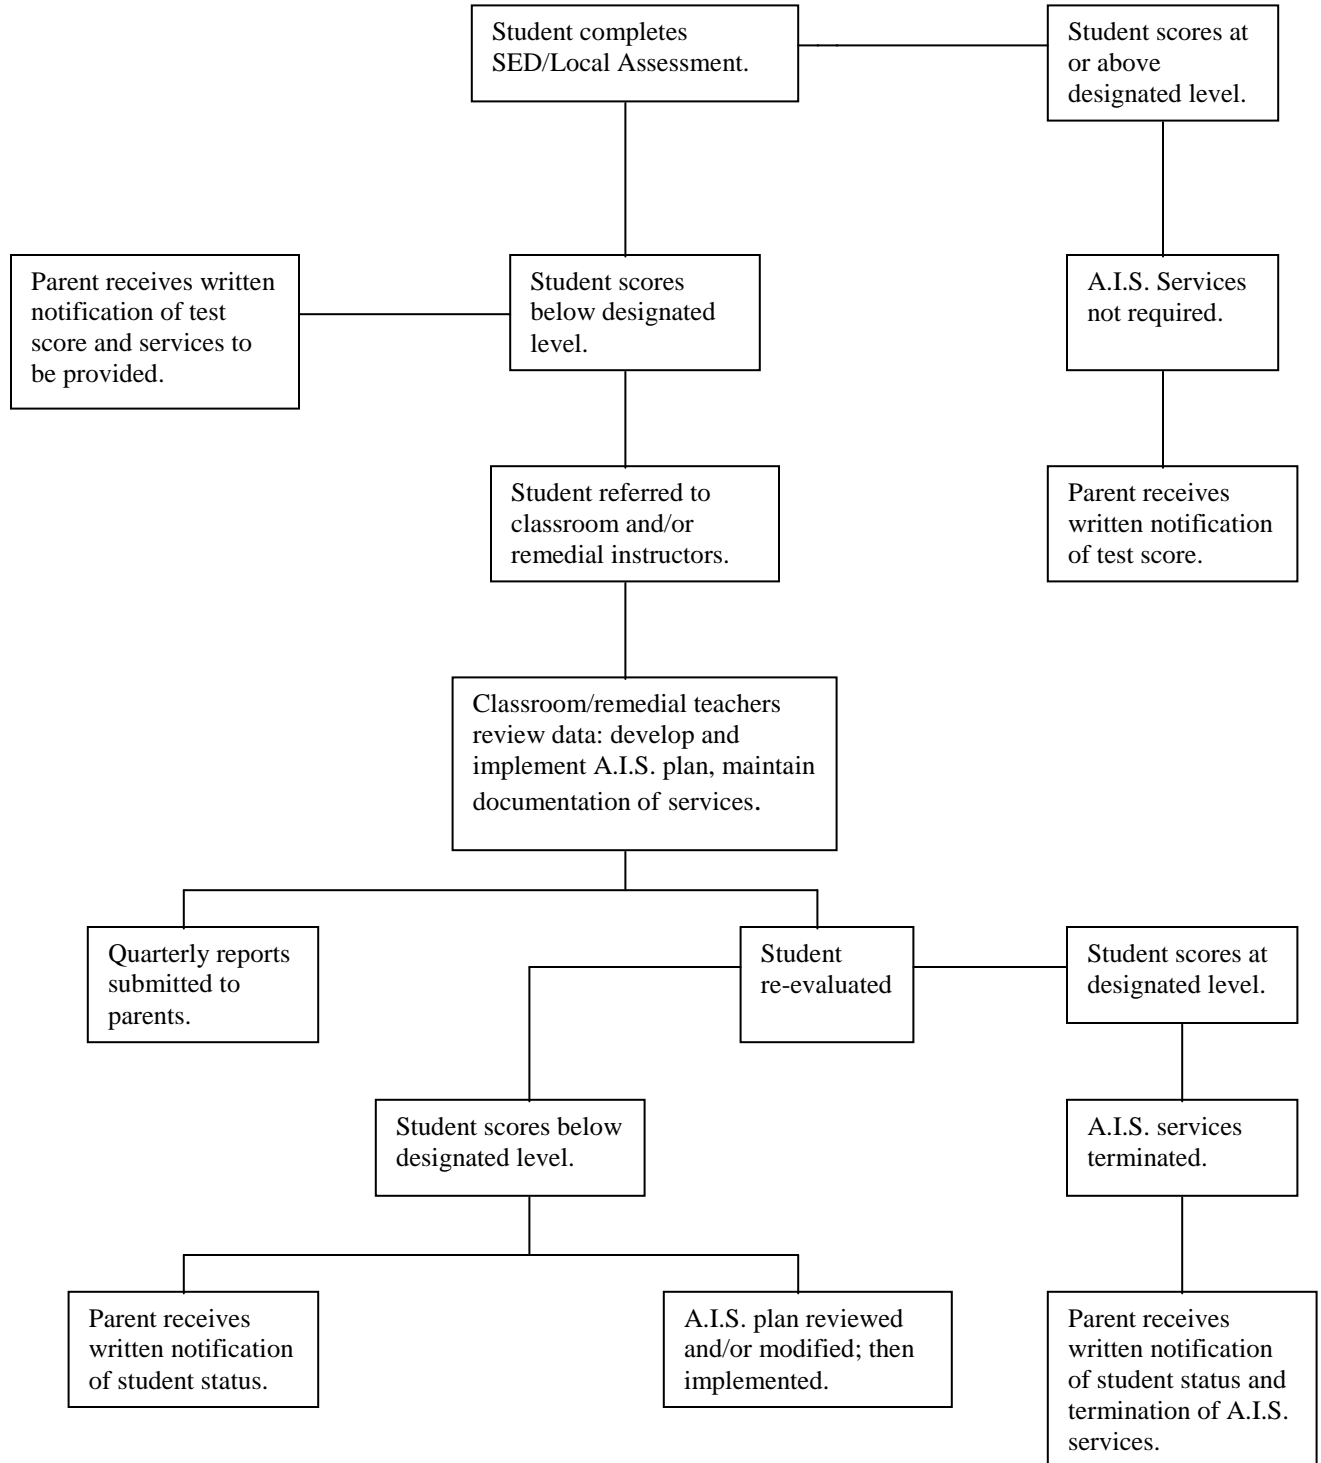 Student completes
SED/Local Assessment.
Student scores at
or above
designated level.
Parent receives written
notification of test
score and services to
be provided.
Student scores
below designated
level.
A.I.S. Services
not required.
Student referred to
classroom and/or
remedial instructors.
Parent receives
written notification
of test score.
Classroom/remedial teachers
review data: develop and
implement A.I.S. plan, maintain
documentation of services.
Quarterly reports
submitted to
parents.
Student
re-evaluated
Student scores at
designated level.
Student scores below
designated level.
A.I.S. services
terminated.
Parent receives
written notification
of student status.
A.I.S. plan reviewed
and/or modified; then
implemented.
Parent receives
written notification
of student status and
termination of A.I.S.
services.